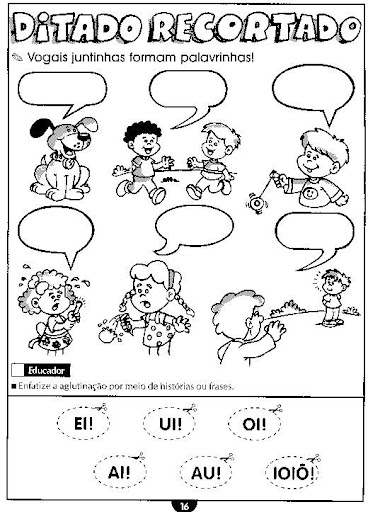 DITADO RECORTADO
Vogais juntinhas formam palavrinhas!
Educador
Enfatize a aglutinação por meio de histórias ou frases.
EI! UI! OI!
AI! AU! IOIÔ!
16